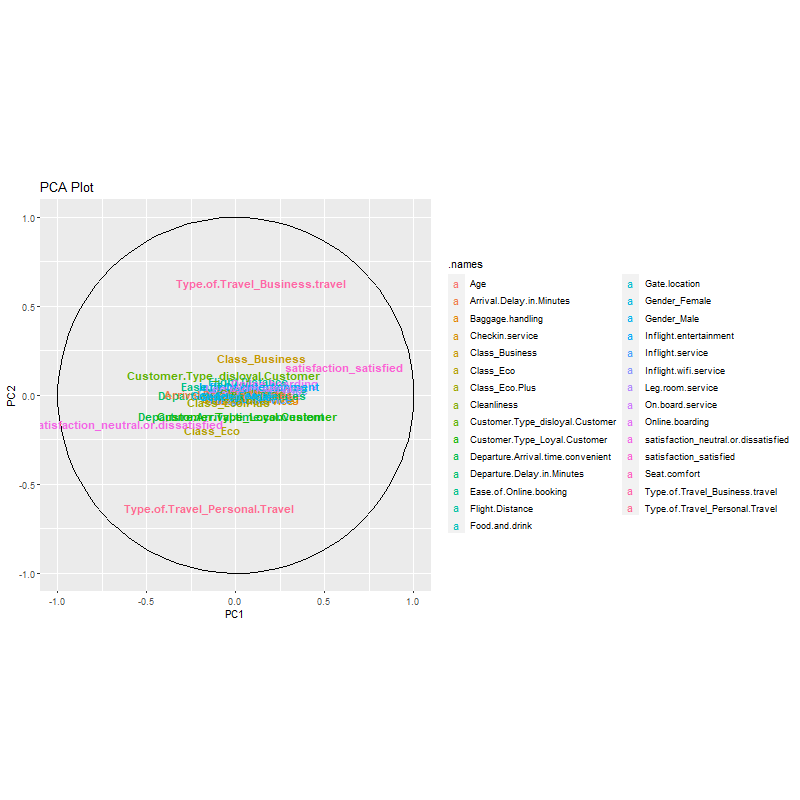 PCA Plot
1.0
0.5
0.0
-0.5
-1.0
PC2
Type.of.Travel_Business.travel
Class_Business
satisfaction_satisfied
Customer.Type_disloyal.Customer
Class_Eco
Type.of.Travel_Personal.Travel
-1.0 -0.5 0.0 0.5 1.0
PC1
.names
a Age
a Arrival.Delay.in.Minutes
a Baggage.handling
a Checkin.service
a Class_Business
a Class_Eco
a Class_Eco.Plus
a Cleanliness
a Customer.Type_disloyal.Customer
a Customer.Type_Loyal.Customer
a Departure.Arrival.time.convenient
a Departure.Delay.in.Minutes
a Ease.of.Online.booking
a Flight.Distance
a Food.and.drink
a Gate.location
a Gender_Female
a Gender_Male
a Inflight.entertainment
a Inflight.service
a Inflight.wifi.service
a Leg.room.service
a On.board.service
a Online.boarding
a satisfaction_neutral.or.dissatisfied
a satisfaction_satisfied
a Seat.comfort
a Type.of.Travel_Business.travel
a Type.of.Travel_Personal.Travel